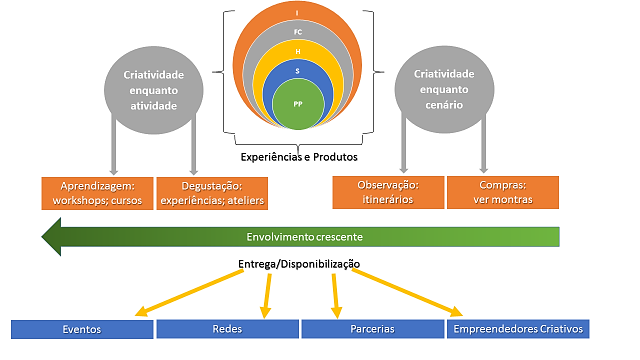 I
FC
H
S
PP
Criatividade
enquanto
atividade
Criatividade
enquanto
cenário
Experiências e Produtos
Aprendizagem:
workshops; cursos
Degustação:
experiências; ateliers
Observação:
itinerários
Compras:
ver montras
Envolvimento crescente
Entrega/Disponibilização
Eventos
Redes
Parcerias
Empreendedores Criativos